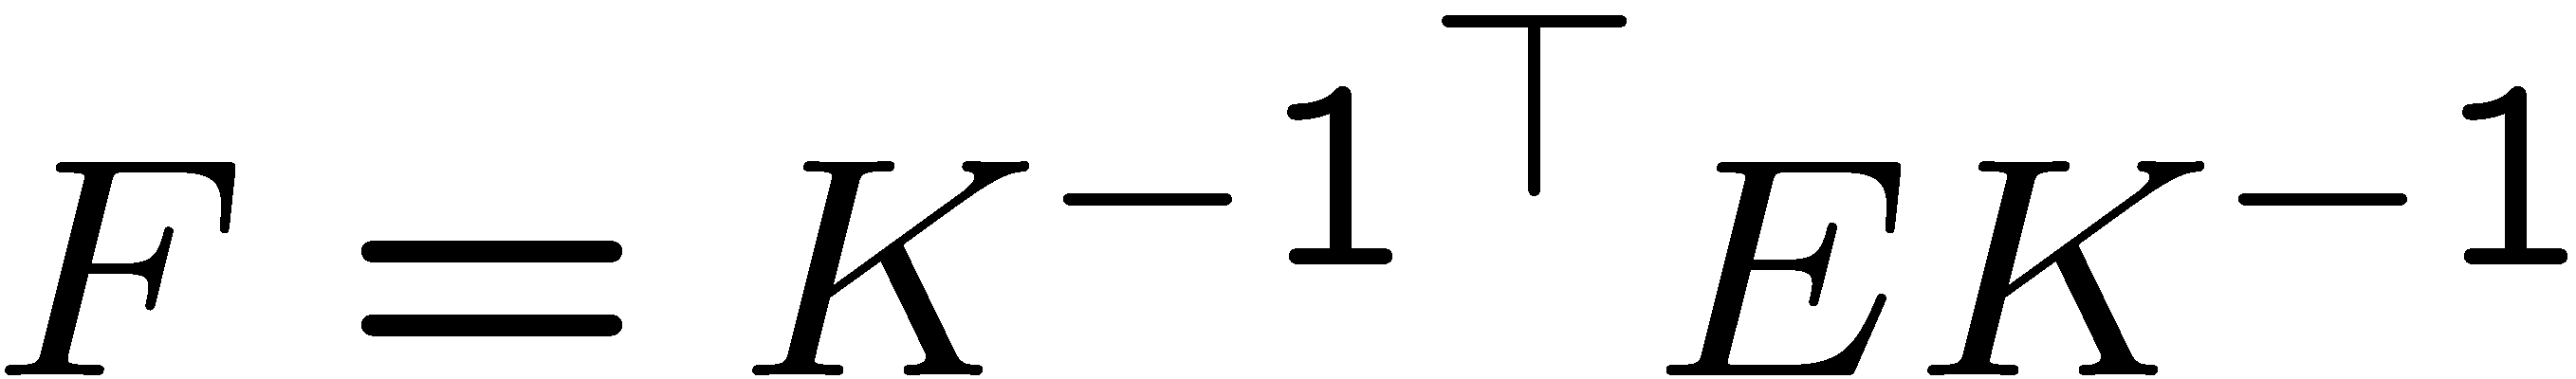 F = K^{-1^⊤} E K^{-1}